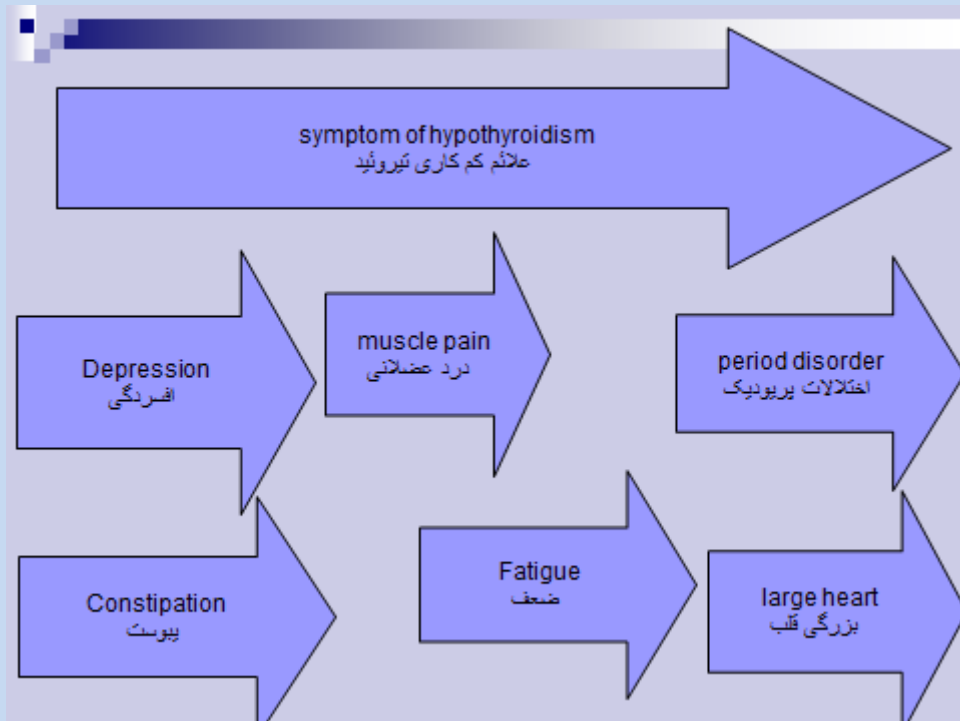 symptom of hypothyroidism
علائم کم کاری تیروئید
Depression
افسردگی
muscle pain
درد عضلانی
period disorder
اختلالات پریودیک
Constipation
یبوست
Fatigue
ضعف
large heart
بزرگی قلب